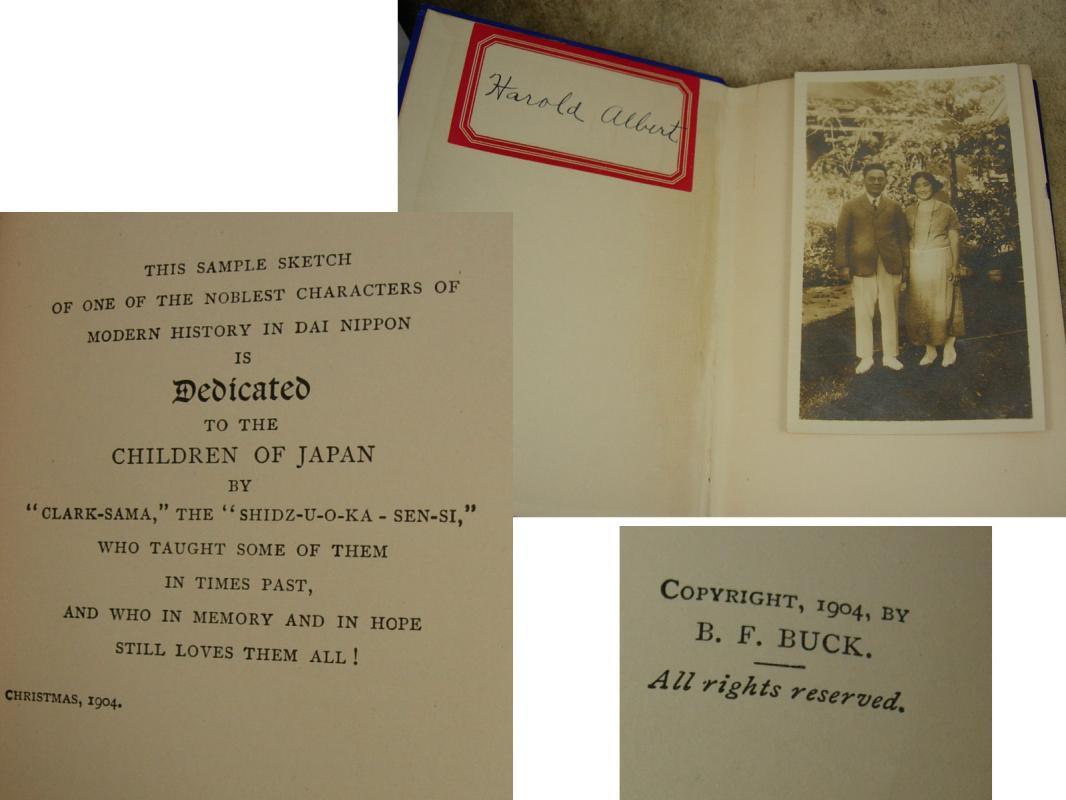 Harold Albert
THIS SAMPLE SKETCH
OF ONE OF THE NOBLEST CHARACTERS OF
MODERN HISTORY IN DAI NIPPON
IS
Dedicated
TO THE
CHILDREN OF JAPAN
BY
"CLARK-SAMA," THE "SHIDZ-U-O-KA - SEN-SI,"
WHO TAUGHT SOME OF THEM
IN TIMES PAST,
AND WHO IN MEMORY AND IN HOPE
STILL LOVES THEM ALL!
CHRISTMAS, 1904.
COPYRIGHT, 1904, BY
B. F. BUCK.
All rights reserved.